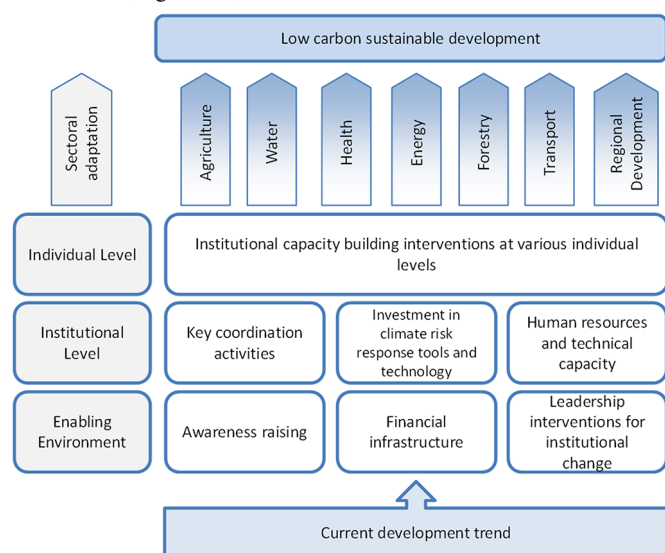 Low carbon sustainable development
Sectoral
adaptation
Agriculture
Water
Health
Energy
Forestry
Transport
Regional
Development
Individual Level
Institutional capacity building interventions at various individual
levels
Institutional
Level
Key coordination
activities
Investment in
climate risk
response tools and
technology
Human resources
and technical
capacity
Enabling
Environment
Awareness raising
Financial
infrastructure
Leadership
interventions for
institutional
change
Current development trend